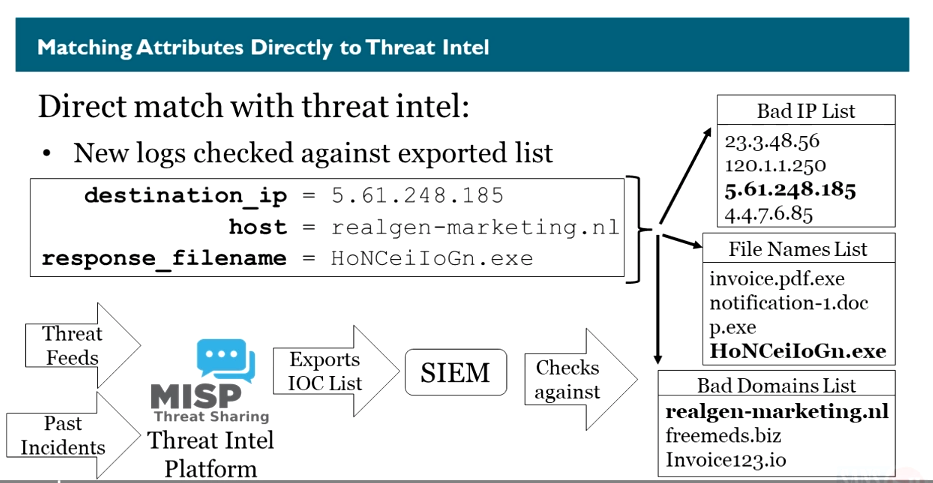 Matching Attributes Directly to Threat Intel
Direct match with threat intel:
• New logs checked against exported list
destination_ip = 5.61.248.185
host = realgen-marketing.nl
response_filename = HoNCeiIoGn.exe
Bad IP List
23.3.48.56
120.1.1.250
5.61.248.185
4.4.7.6.85
File Names List
invoice.pdf.exe
notification-1.doc
p.exe
HoNCeiIoGn.exe
Bad Domains List
realgen-marketing.nl
freemeds.biz
Invoice123.io
Threat
Feeds
Past
Incidents
MISP
Threat Sharing
Threat Intel
Platform
Exports
IOC List
SIEM
Checks
against